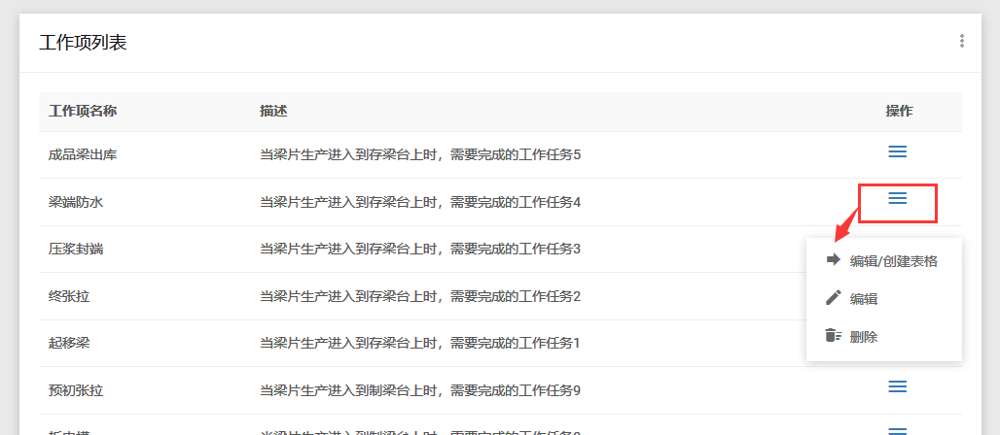 工作项列表
工作项名称 描述 操作
成品梁出库 当梁片生产进入到存梁台上时，需要完成的工作任务5
梁端防水 当梁片生产进入到存梁台上时，需要完成的工作任务4
压浆封端 当梁片生产进入到存梁台上时，需要完成的工作任务3
编辑/创建表格
终张拉 当梁片生产进入到存梁台上时，需要完成的工作任务2
编辑
起移梁 当梁片生产进入到存梁台上时，需要完成的工作任务1
删除
预初张拉 当梁片生产进入到制梁台上时，需要完成的工作任务9